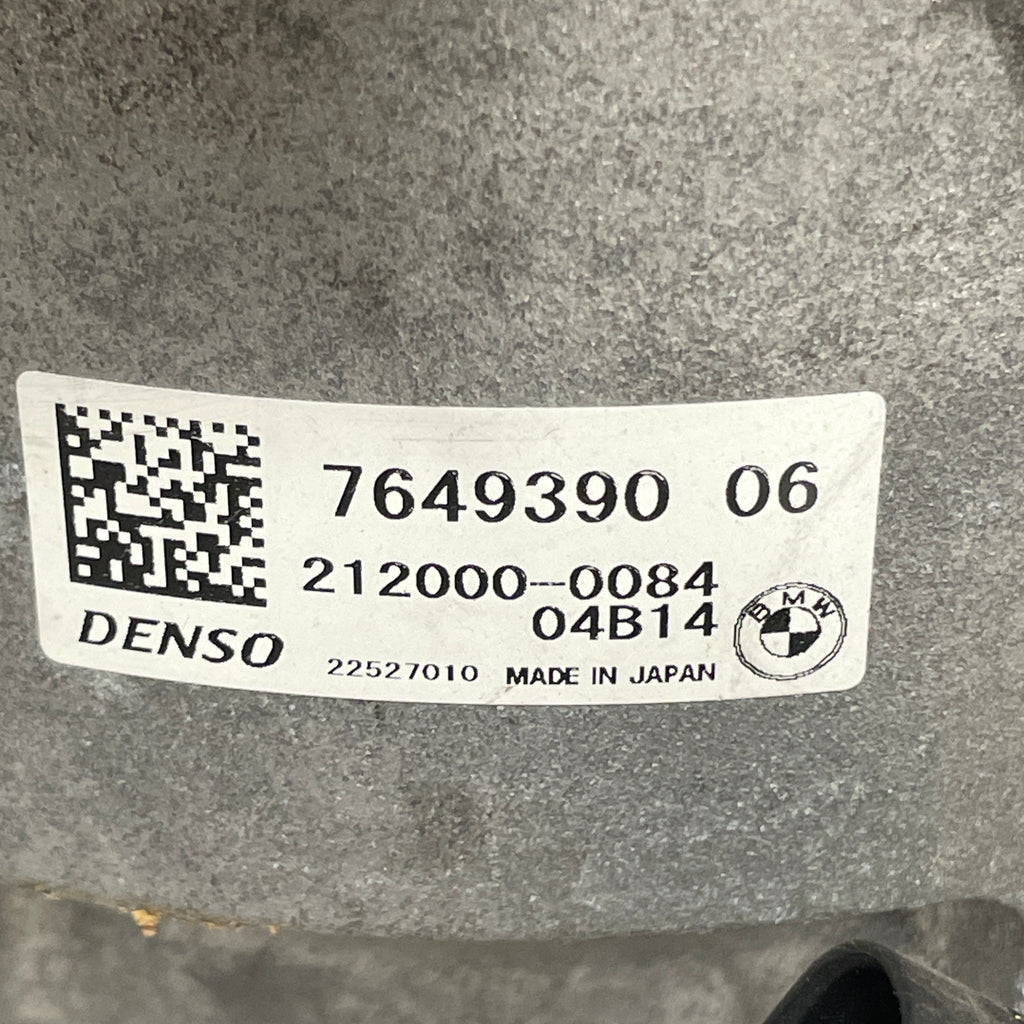 7649390 06
212000-0084
04B14
BMW
DENSO
22527010 MADE IN JAPAN